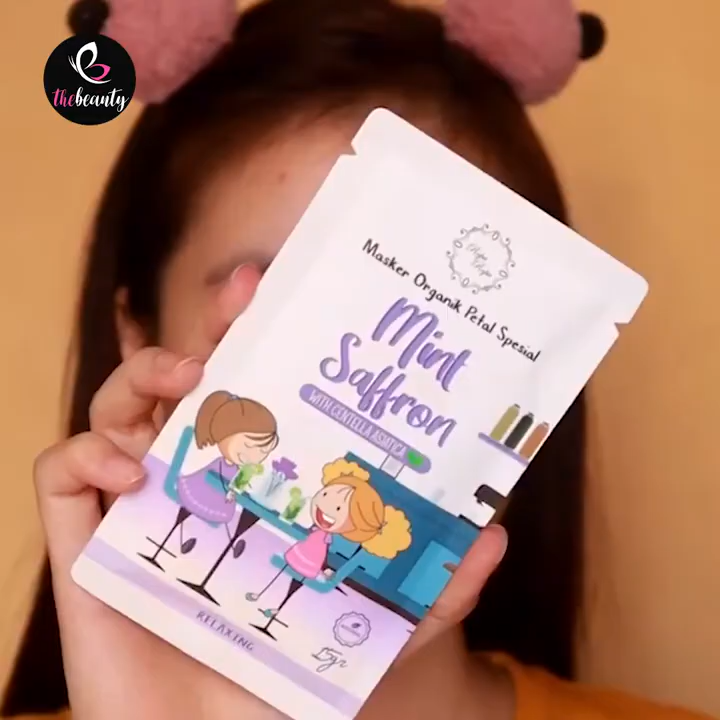 thebeauty
Masker Organik Petal Spesial
Mint
Saffron
WITH CENTELLA ASIATICA
RELAXING
15gr